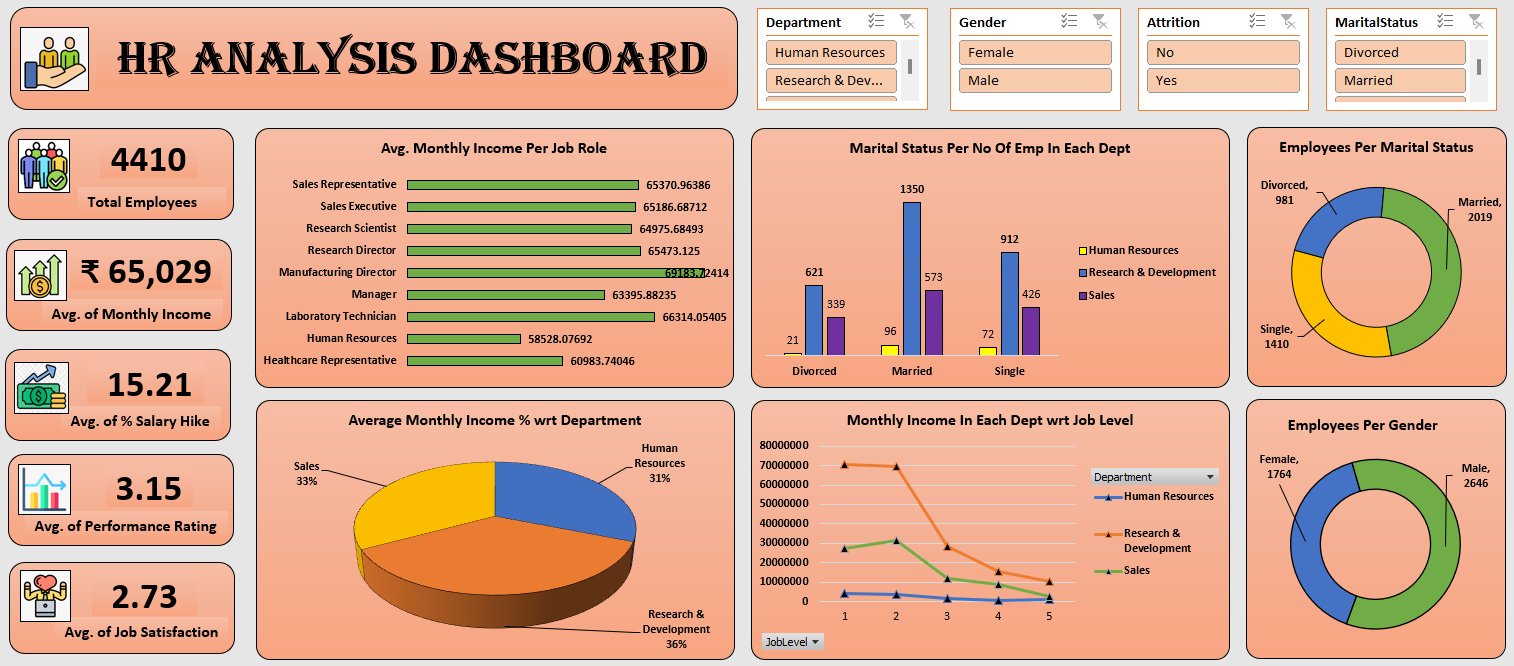 HR ANALYSIS DASHBOARD
Department
Human Resources
Research & Dev...
Gender
Female
Male
Attrition
No
Yes
MaritalStatus
Divorced
Married
4410
Total Employees
₹ 65,029
Avg. of Monthly Income
15.21
Avg. of % Salary Hike
3.15
Avg. of Performance Rating
2.73
Avg. of Job Satisfaction
Avg. Monthly Income Per Job Role
Sales Representative 65370.96386
Sales Executive 65186.68712
Research Scientist 64975.68493
Research Director 65473.125
Manufacturing Director 69183.72414
Manager 63395.88235
Laboratory Technician 66314.05405
Human Resources 58528.07692
Healthcare Representative 60983.74046
Marital Status Per No Of Emp In Each Dept
21 621 339
96 1350 573
72 912 426
Divorced Married Single
Human Resources
Research & Development
Sales
Employees Per Marital Status
Divorced,
981
Married,
2019
Single,
1410
Average Monthly Income % wrt Department
Human
Resources
31%
Sales
33%
Research &
Development
36%
Monthly Income In Each Dept wrt Job Level
80000000
70000000
60000000
50000000
40000000
30000000
20000000
10000000
0
1 2 3 4 5
Department
Human Resources
Research &
Development
Sales
JobLevel
Employees Per Gender
Female,
1764
Male,
2646